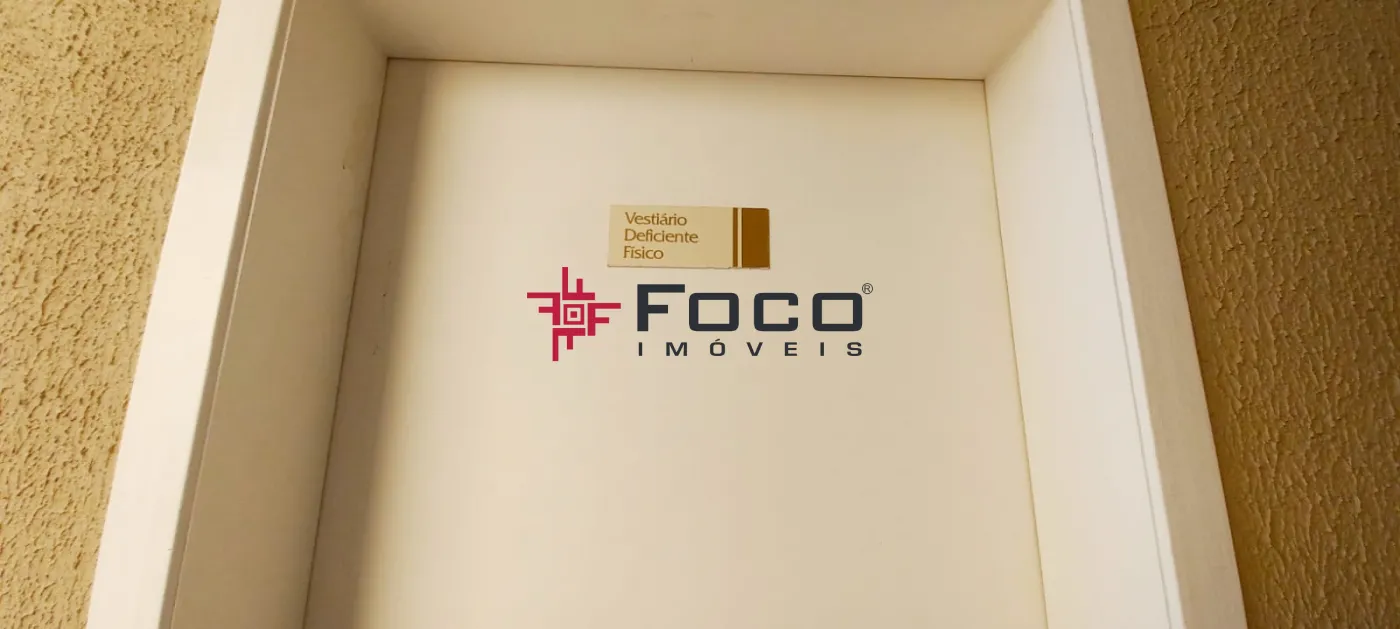 Vestiário
Deficiente
Físico
FOCO®
IMÓVEIS